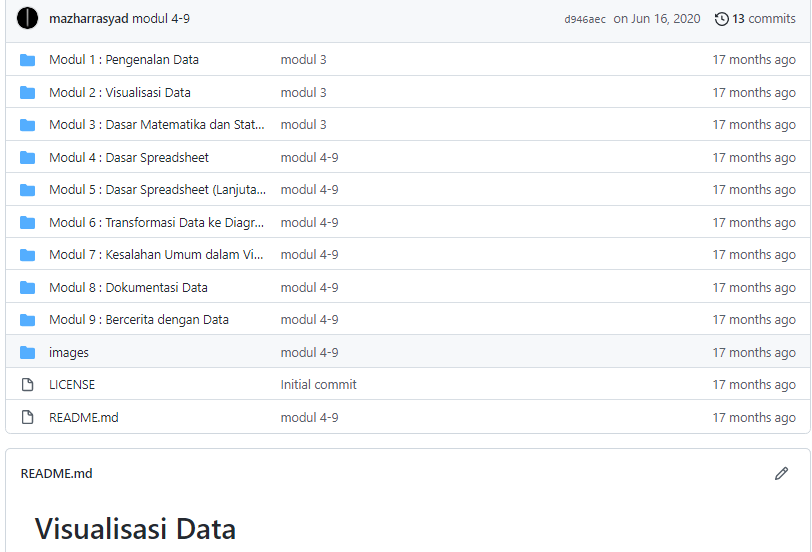 mazharrasyad modul 4-9 d946aec on Jun 16, 2020 13 commits
Modul 1 : Pengenalan Data modul 3 17 months ago
Modul 2 : Visualisasi Data modul 3 17 months ago
Modul 3 : Dasar Matematika dan Stat... modul 3 17 months ago
Modul 4 : Dasar Spreadsheet modul 4-9 17 months ago
Modul 5 : Dasar Spreadsheet (Lanjuta... modul 4-9 17 months ago
Modul 6 : Transformasi Data ke Diagr... modul 4-9 17 months ago
Modul 7 : Kesalahan Umum dalam Vi... modul 4-9 17 months ago
Modul 8 : Dokumentasi Data modul 4-9 17 months ago
Modul 9 : Bercerita dengan Data modul 4-9 17 months ago
images modul 4-9 17 months ago
LICENSE Initial commit 17 months ago
README.md modul 4-9 17 months ago
README.md
Visualisasi Data